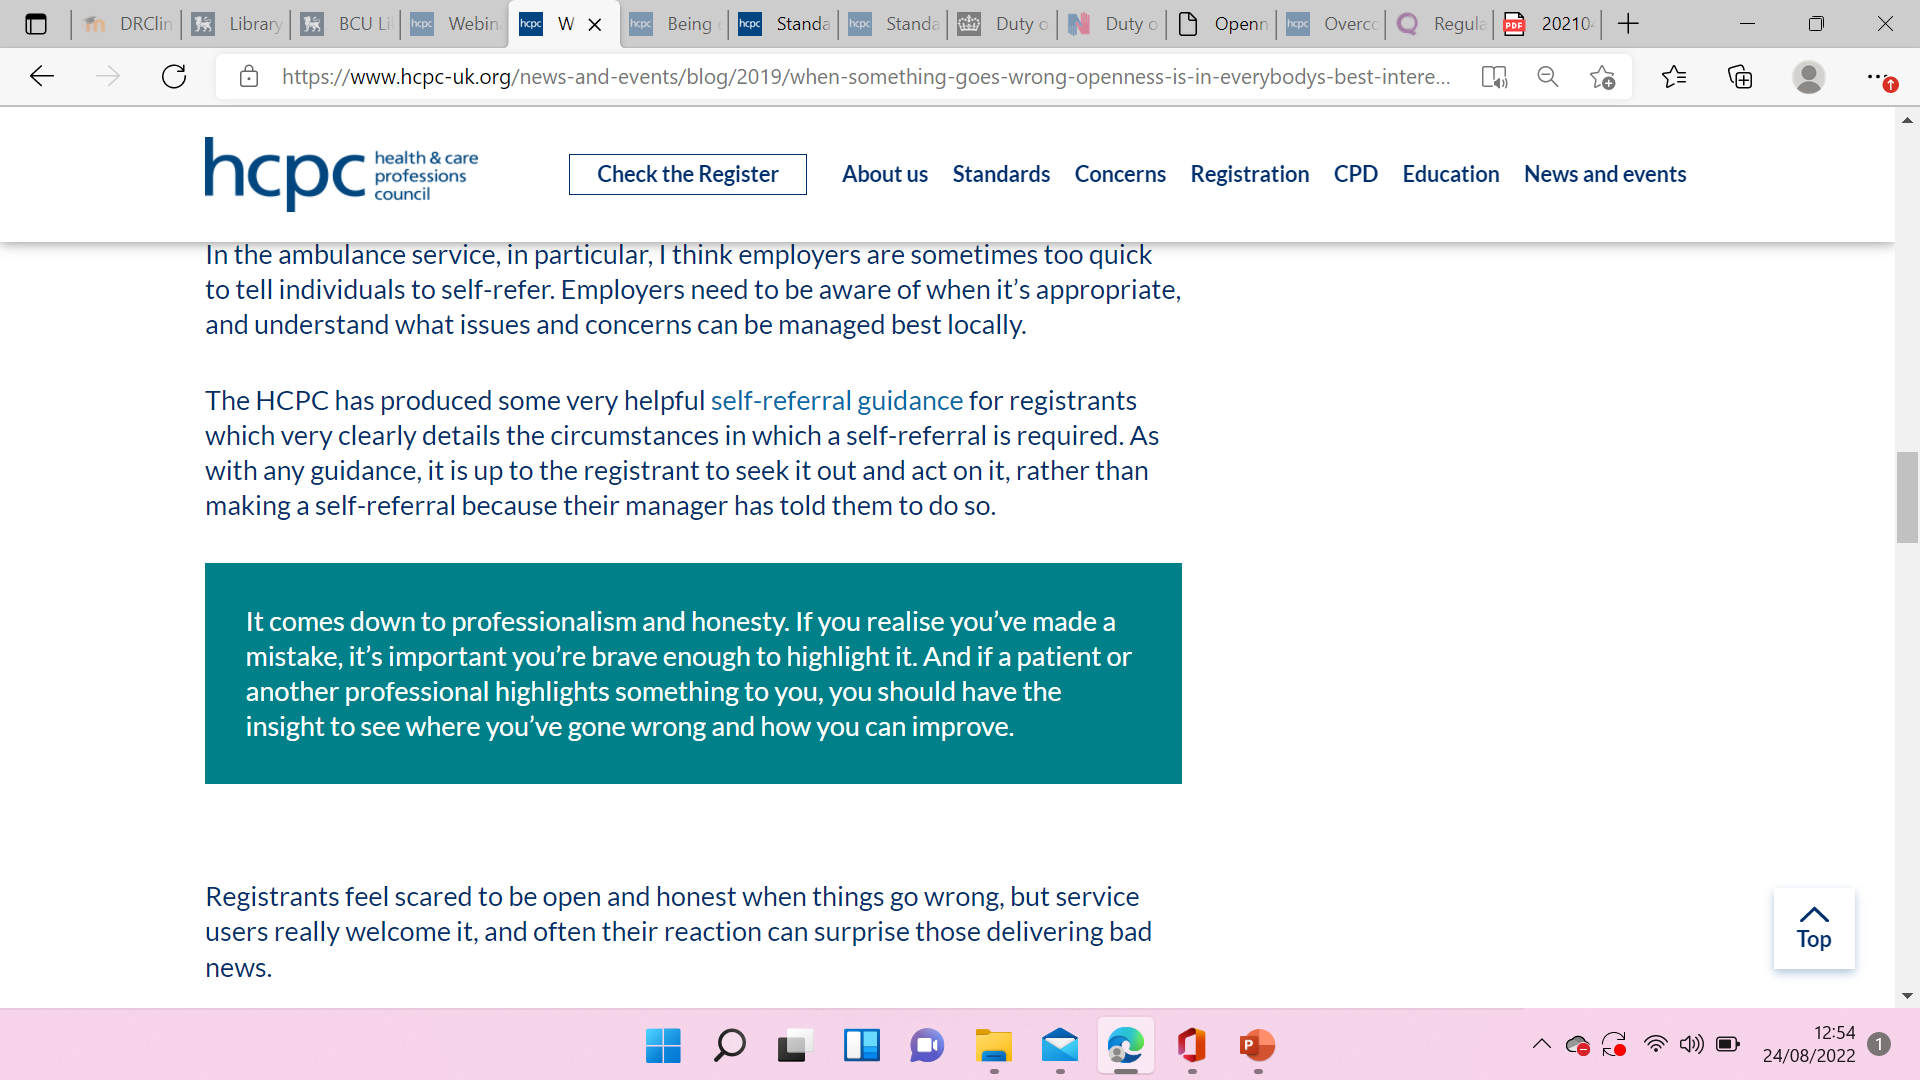 DRClin
Library
BCU Li
Webin
W
Being
Standa
Standa
Duty o
Duty o
Openn
Overco
Regula
20210
https://www.hcpc-uk.org/news-and-events/blog/2019/when-something-goes-wrong-openness-is-in-everybodys-best-intere...
hcpc health & care professions council
Check the Register
About us
Standards
Concerns
Registration
CPD
Education
News and events
In the ambulance service, in particular, I think employers are sometimes too quick
to tell individuals to self-refer. Employers need to be aware of when it’s appropriate,
and understand what issues and concerns can be managed best locally.
The HCPC has produced some very helpful self-referral guidance for registrants
which very clearly details the circumstances in which a self-referral is required. As
with any guidance, it is up to the registrant to seek it out and act on it, rather than
making a self-referral because their manager has told them to do so.
It comes down to professionalism and honesty. If you realise you’ve made a
mistake, it’s important you’re brave enough to highlight it. And if a patient or
another professional highlights something to you, you should have the
insight to see where you’ve gone wrong and how you can improve.
Registrants feel scared to be open and honest when things go wrong, but service
users really welcome it, and often their reaction can surprise those delivering bad
news.
Top
12:54
24/08/2022
1